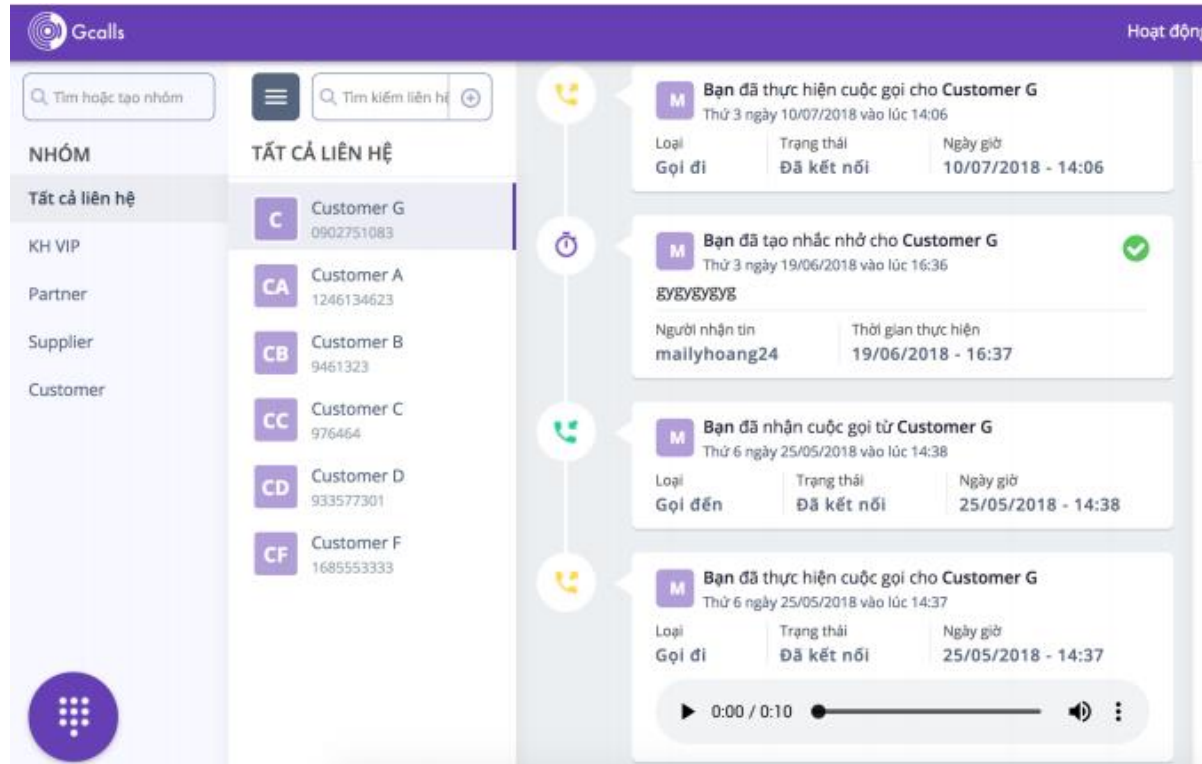 Gcalls
Hoạt động
Tìm hoặc tạo nhóm
NHÓM
Tất cả liên hệ
KH VIP
Partner
Supplier
Customer
Tìm kiếm liên hệ
TẤT CẢ LIÊN HỆ
C
Customer G
0902751083
CA
Customer A
1246134623
CB
Customer B
9461323
CC
Customer C
976464
CD
Customer D
933577301
CF
Customer F
1685553333
M
Bạn đã thực hiện cuộc gọi cho Customer G
Thứ 3 ngày 10/07/2018 vào lúc 14:06
Loại Trạng thái Ngày giờ
Gọi đi Đã kết nối 10/07/2018 - 14:06
M
Bạn đã tạo nhắc nhở cho Customer G
Thứ 3 ngày 19/06/2018 vào lúc 16:36
gygygygyg
Người nhận tin Thời gian thực hiện
mailyhoang24 19/06/2018 - 16:37
M
Bạn đã nhận cuộc gọi từ Customer G
Thứ 6 ngày 25/05/2018 vào lúc 14:38
Loại Trạng thái Ngày giờ
Gọi đến Đã kết nối 25/05/2018 - 14:38
M
Bạn đã thực hiện cuộc gọi cho Customer G
Thứ 6 ngày 25/05/2018 vào lúc 14:37
Loại Trạng thái Ngày giờ
Gọi đi Đã kết nối 25/05/2018 - 14:37
0:00 / 0:10